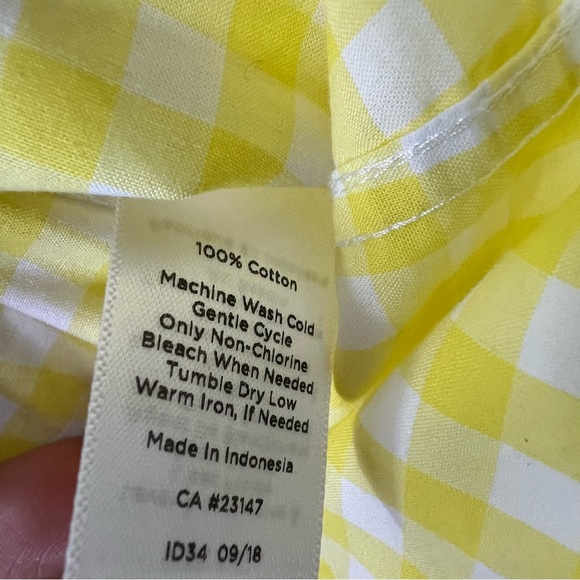 100% Cotton
Machine Wash Cold
Gentle Cycle
Only Non-Chlorine
Bleach When Needed
Tumble Dry Low
Warm Iron, If Needed
Made In Indonesia
CA #23147
ID34 09/18